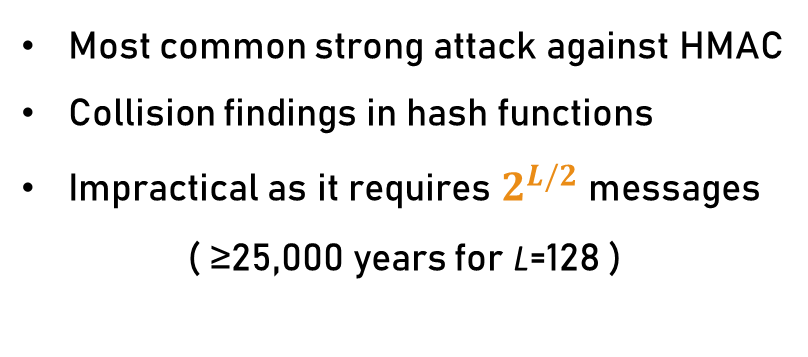 • Most common strong attack against HMAC
• Collision findings in hash functions
• Impractical as it requires 2^{L/2} messages
( ≥25,000 years for L=128 )